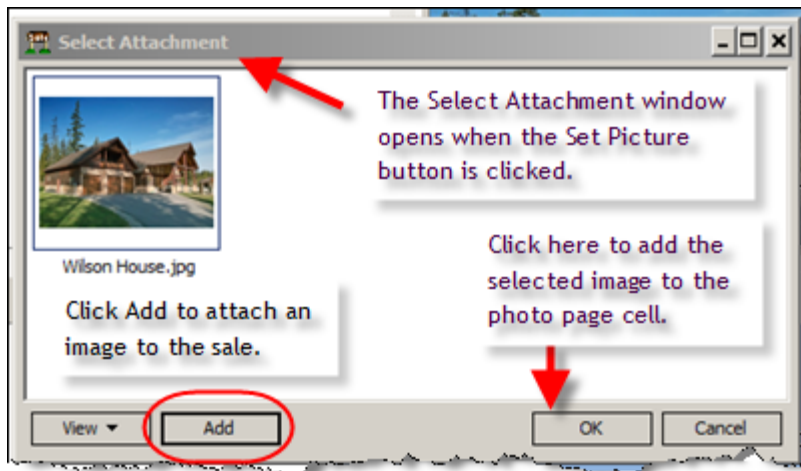 Select Attachment
The Select Attachment window
opens when the Set Picture
button is clicked.
Wilson House.jpg
Click Add to attach an
image to the sale.
Click here to add the
selected image to the
photo page cell.
View
Add
OK
Cancel